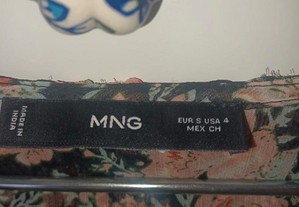 MADE IN
INDIA
MNG
EUR S USA 4
MEX CH